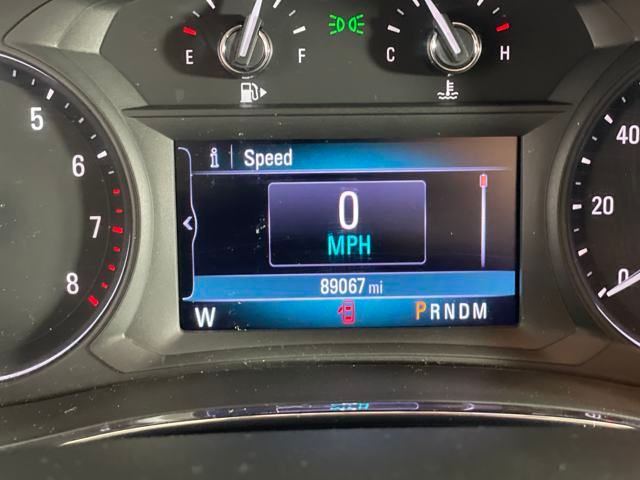 E F C H
5
6
7
8
i Speed
0
MPH
89067 mi
W PRNDM
40
20
0